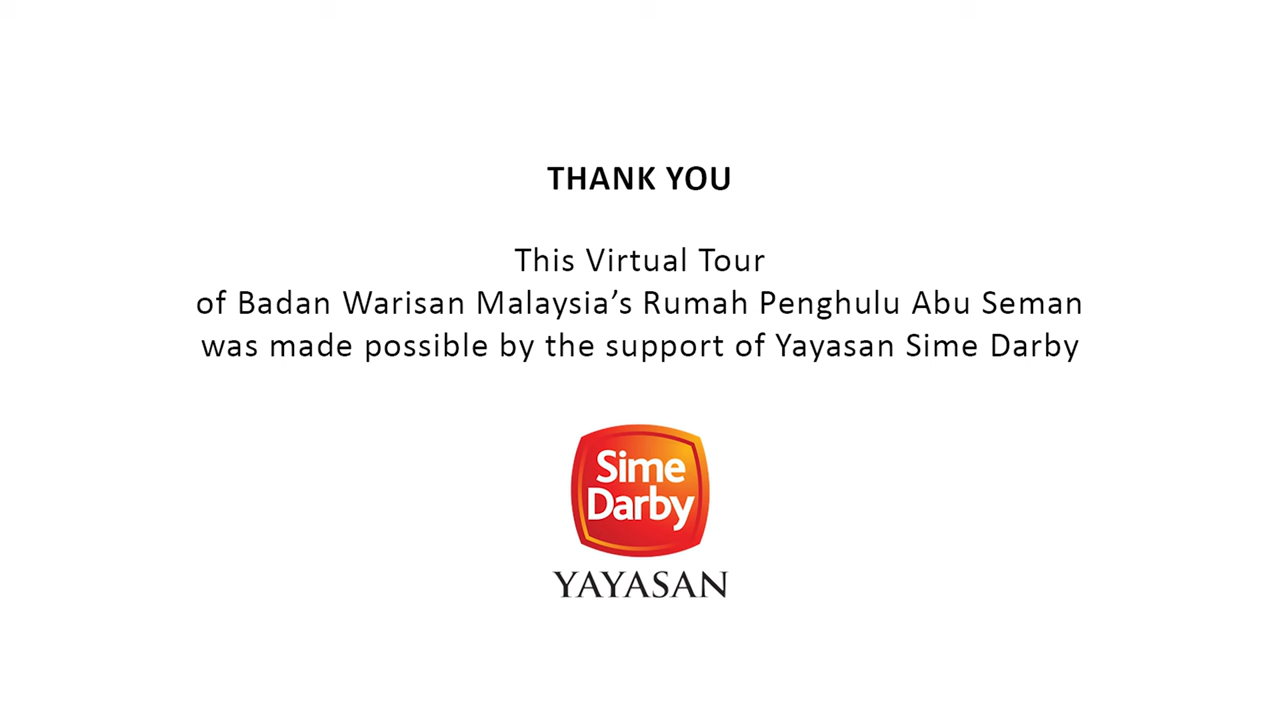 THANK YOU
This Virtual Tour
of Badan Warisan Malaysia’s Rumah Penghulu Abu Seman
was made possible by the support of Yayasan Sime Darby
Sime
Darby
YAYASAN